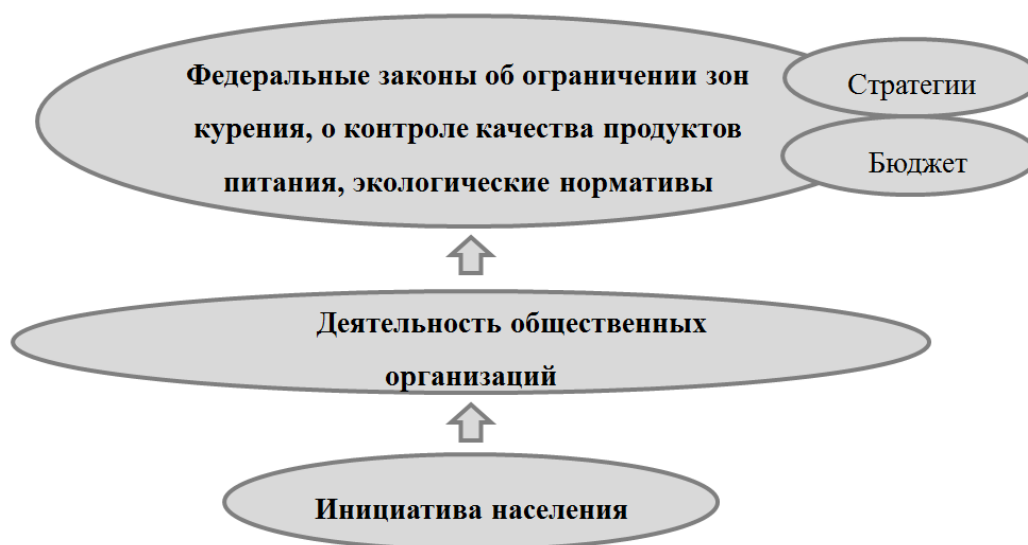 Федеральные законы об ограничении зон
курения, о контроле качества продуктов
питания, экологические нормативы
Стратегии
Бюджет
Деятельность общественных
организаций
Инициатива населения